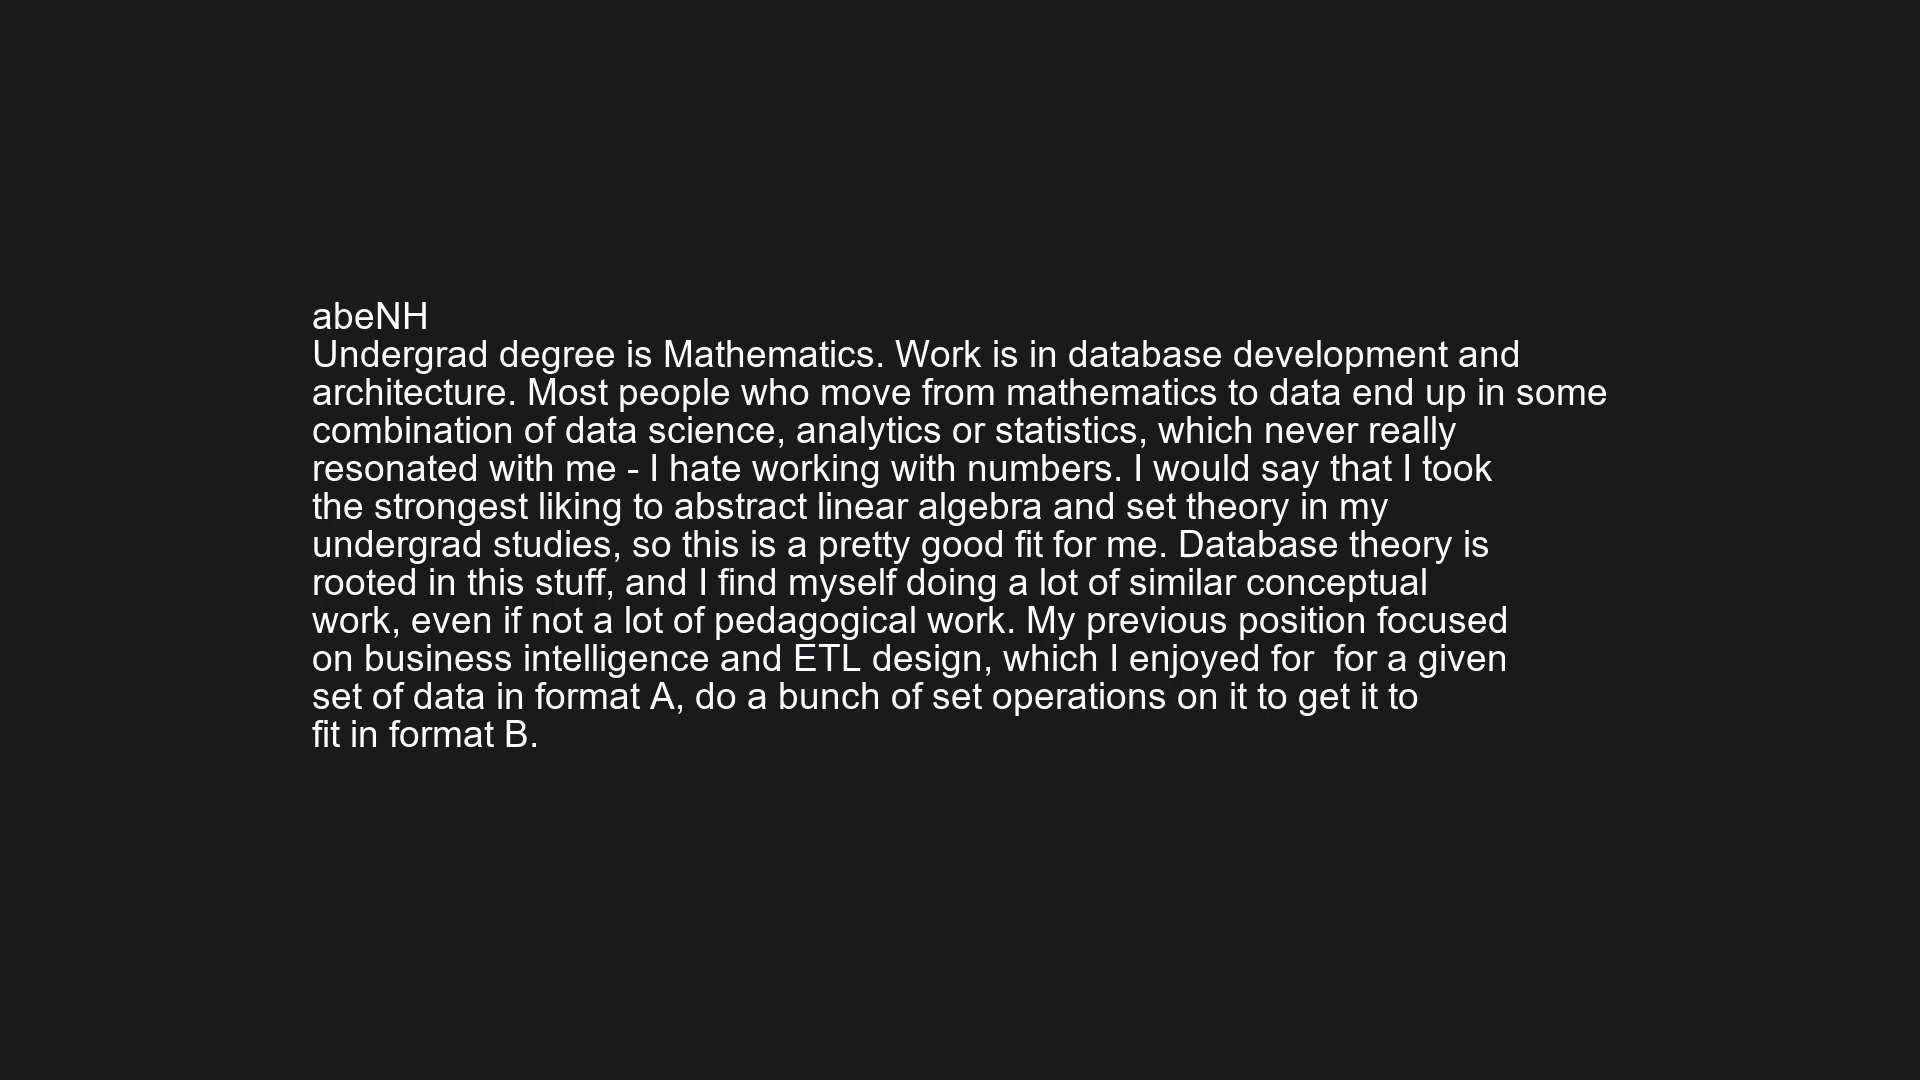 abeNH
Undergrad degree is Mathematics. Work is in database development and
architecture. Most people who move from mathematics to data end up in some
combination of data science, analytics or statistics, which never really
resonated with me - I hate working with numbers. I would say that I took
the strongest liking to abstract linear algebra and set theory in my
undergrad studies, so this is a pretty good fit for me. Database theory is
rooted in this stuff, and I find myself doing a lot of similar conceptual
work, even if not a lot of pedagogical work. My previous position focused
on business intelligence and ETL design, which I enjoyed for  for a given
set of data in format A, do a bunch of set operations on it to get it to
fit in format B.